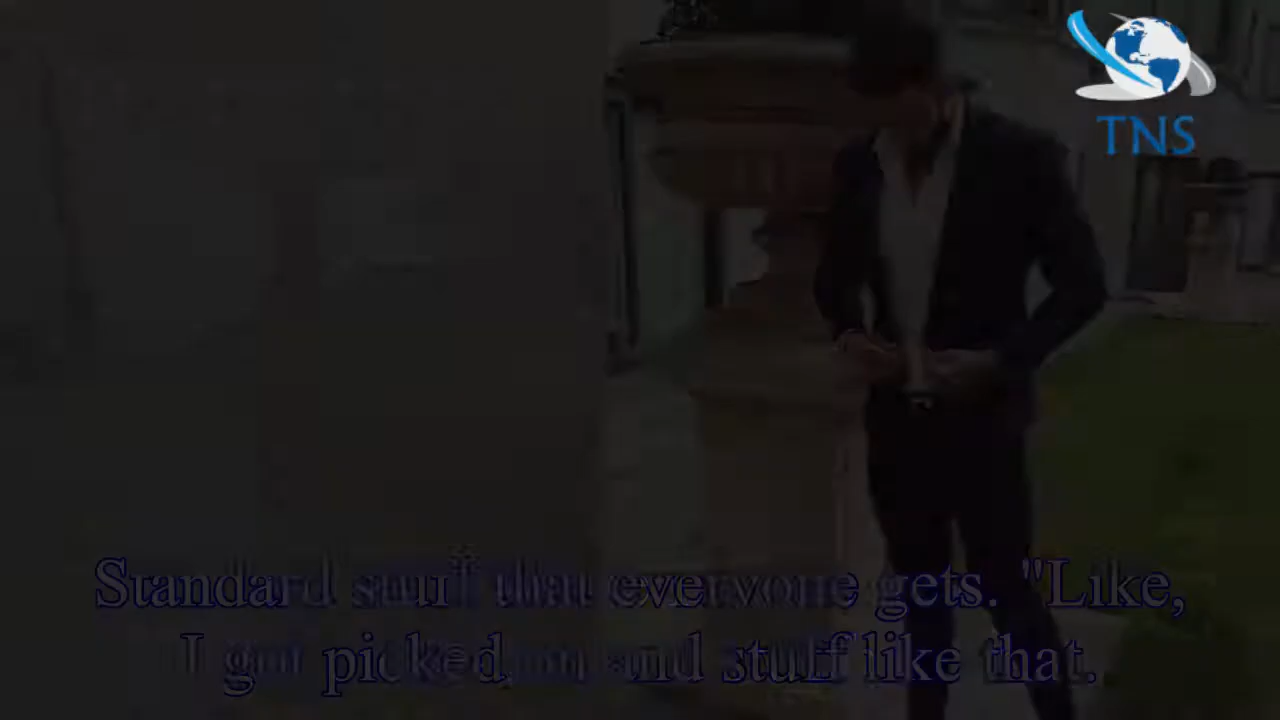 TNS
Standard stuff that everyone gets. "Like,
I got picked on and stuff like that.